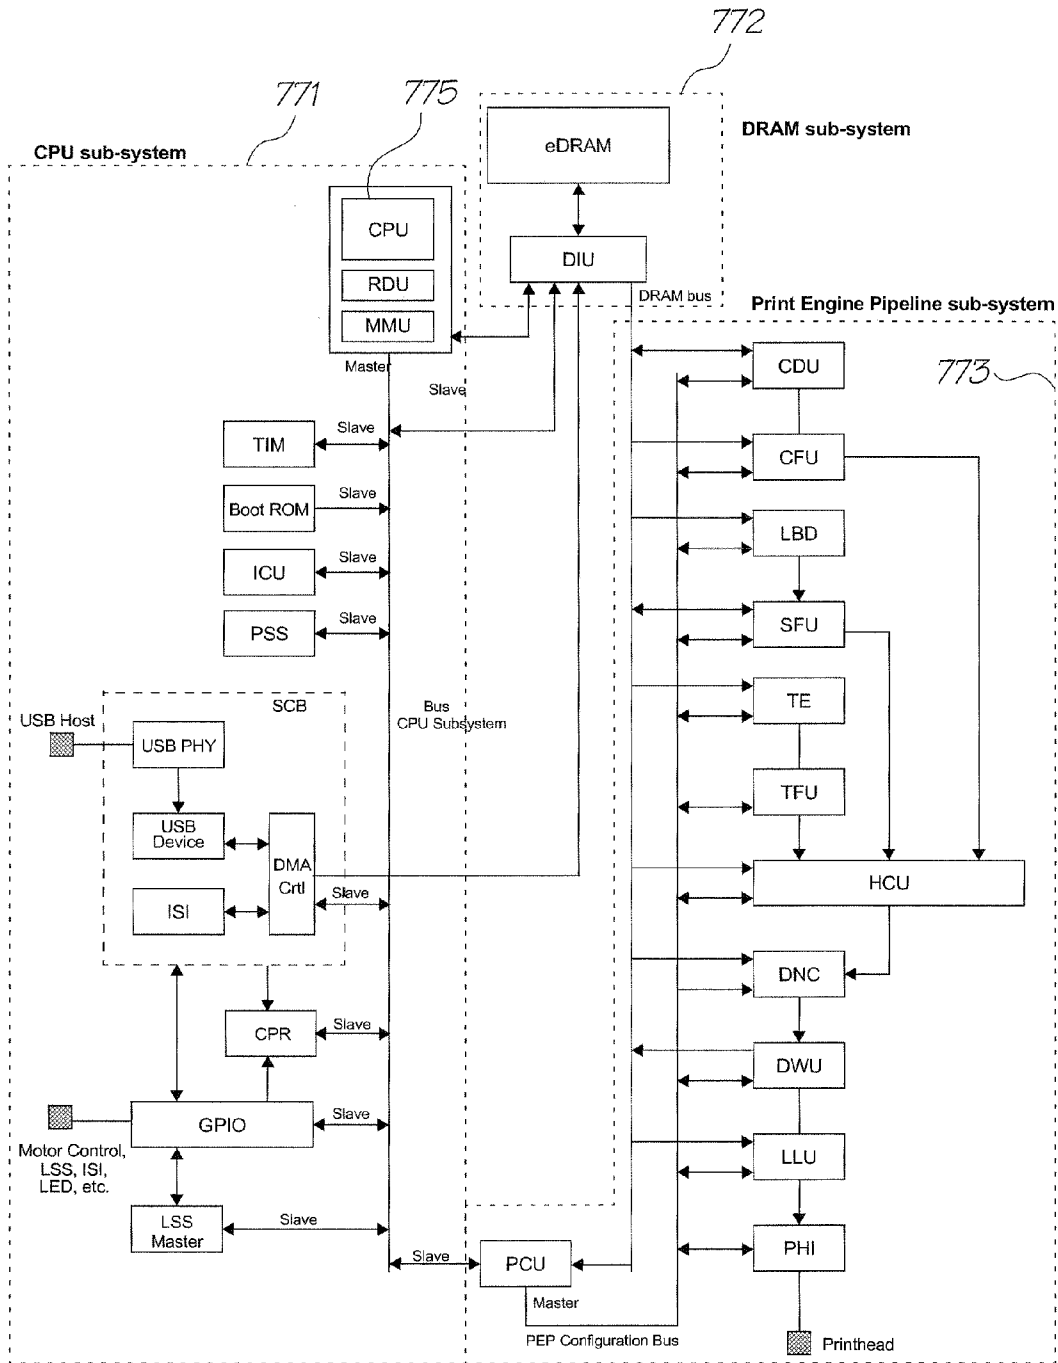 772
771
775
DRAM sub-system
CPU sub-system
eDRAM
CPU
RDU
MMU
DIU
DRAM bus
Print Engine Pipeline sub-system
Master
Slave
773
CDU
TIM
Slave
CFU
Boot ROM
Slave
LBD
ICU
Slave
PSS
Slave
SFU
SCB
Bus
CPU Subsystem
TE
USB Host
USB PHY
TFU
USB
Device
DMA
Crtl
ISI
Slave
HCU
DNC
CPR
Slave
DWU
GPIO
Slave
Motor Control,
LSS, ISI,
LED, etc.
LLU
LSS
Master
Slave
PHI
Slave
PCU
Master
PEP Configuration Bus
Printhead